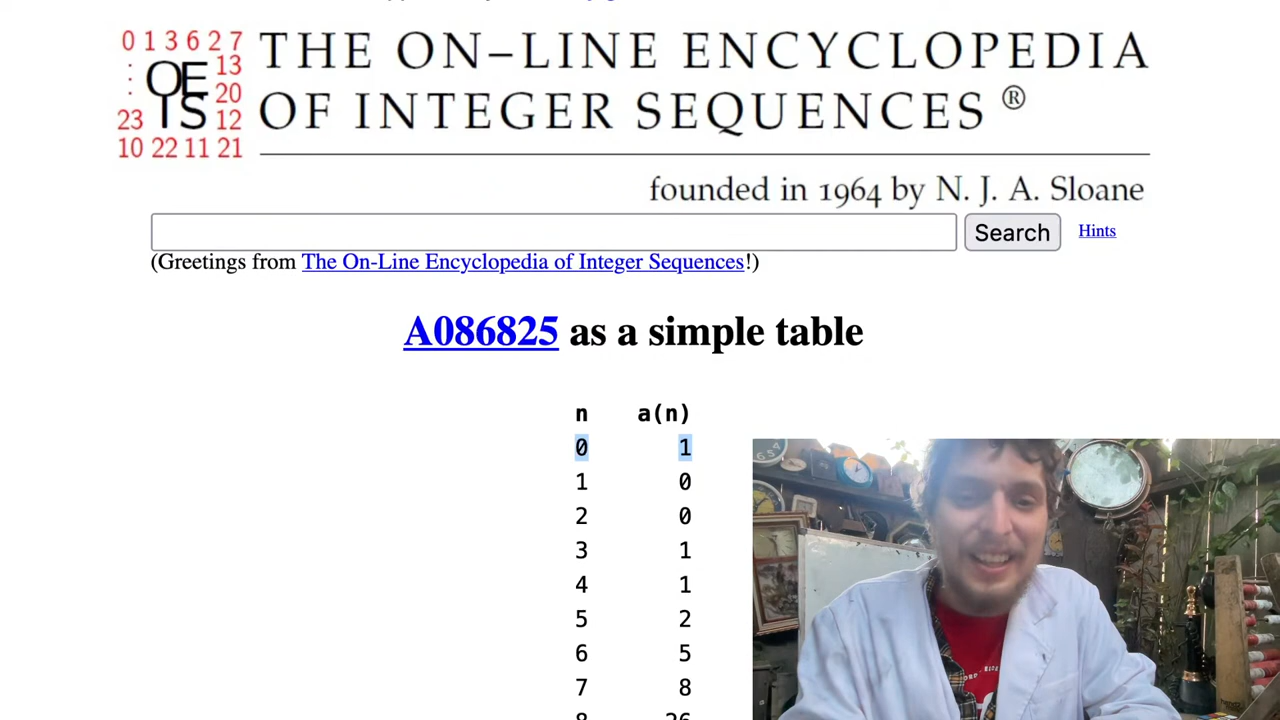 0 1 3 6 2 7
: 13
: 20
23 12
10 22 11 21
OE
IS
THE ON–LINE ENCYCLOPEDIA
OF INTEGER SEQUENCES ®
founded in 1964 by N. J. A. Sloane
Search Hints
(Greetings from The On-Line Encyclopedia of Integer Sequences!)
A086825 as a simple table
n a(n)
0 1
1 0
2 0
3 1
4 1
5 2
6 5
7 8